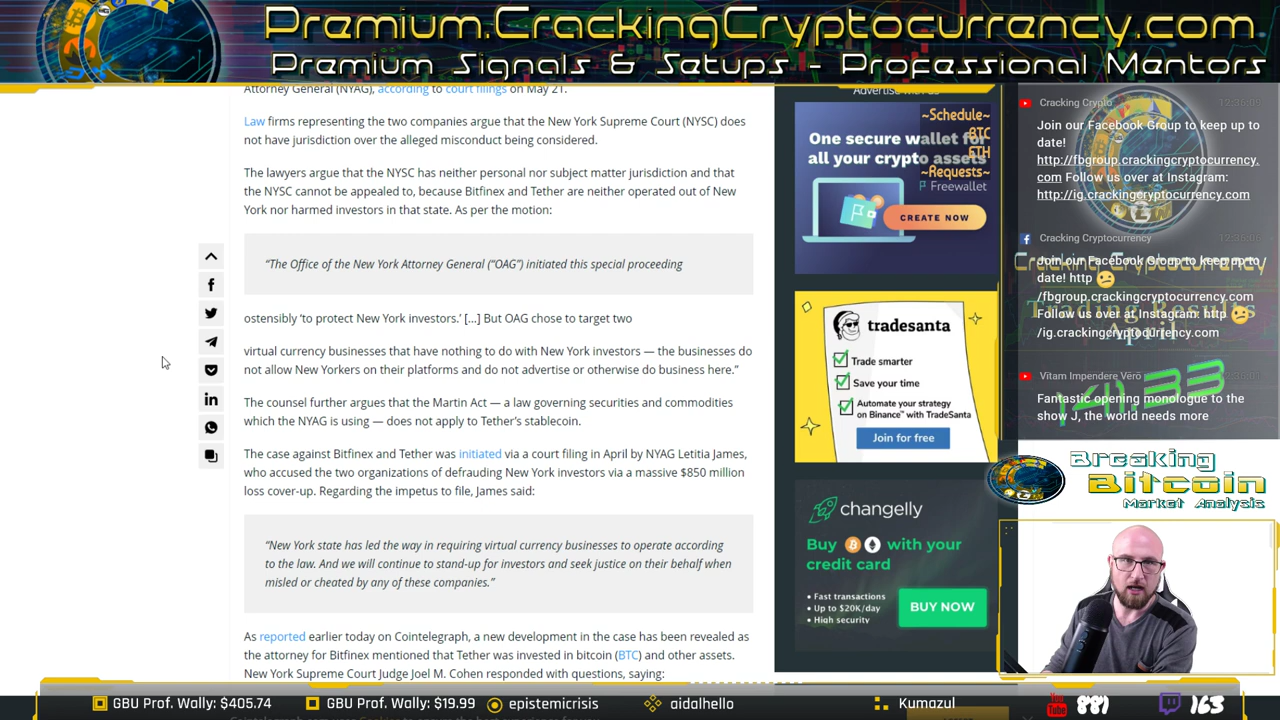 Premium.CrackingCryptocurrency.com
Premium Signals & Setups - Professional Mentors
Attorney General (NYAG), according to court filings on May 21.
Law firms representing the two companies argue that the New York Supreme Court (NYSC) does
not have jurisdiction over the alleged misconduct being considered.
The lawyers argue that the NYSC has neither personal nor subject matter jurisdiction and that
the NYSC cannot be appealed to, because Bitfinex and Tether are neither operated out of New
York nor harmed investors in that state. As per the motion:
“The Office of the New York Attorney General (“OAG”) initiated this special proceeding
ostensibly ‘to protect New York investors.’ [...] But OAG chose to target two
virtual currency businesses that have nothing to do with New York investors — the businesses do
not allow New Yorkers on their platforms and do not advertise or otherwise do business here.”
The counsel further argues that the Martin Act — a law governing securities and commodities
which the NYAG is using — does not apply to Tether’s stablecoin.
The case against Bitfinex and Tether was initiated via a court filing in April by NYAG Letitia James,
who accused the two organizations of defrauding New York investors via a massive $850 million
loss cover-up. Regarding the impetus to file, James said:
“New York state has led the way in requiring virtual currency businesses to operate according
to the law. And we will continue to stand-up for investors and seek justice on their behalf when
misled or cheated by any of these companies.”
As reported earlier today on Cointelegraph, a new development in the case has been revealed as
the attorney for Bitfinex mentioned that Tether was invested in bitcoin (BTC) and other assets.
New York Supreme Court Judge Joel M. Cohen responded with questions, saying:
Advertise with us
~Schedule~
BTC
ETH
~Requests~
One secure wallet for
all your crypto assets
Freewallet
CREATE NOW
tradesanta
Trade smarter
Save your time
Automate your strategy
on Binance™ with TradeSanta
Join for free
changelly
Buy with your
credit card
• Fast transactions
• Up to $20K/day
• High security
BUY NOW
Cracking Crypto
Join our Facebook Group to keep up to
date!
http://fbgroup.crackingcryptocurrency.
com Follow us over at Instagram:
http://ig.crackingcryptocurrency.com
Cracking Cryptocurrency
Join our Facebook Group to keep up to
date! http
/fbgroup.crackingcryptocurrency.com
Follow us over at Instagram: http
/ig.crackingcryptocurrency.com
Cracking Cryptocurrency
Trading Results
April
141.33
Vitam Impendere Vero
Fantastic opening monologue to the
show J, the world needs more
Breaking
Bitcoin
Market Analysis
GBU Prof. Wally: $405.74
GBU Prof. Wally: $19.99
epistemicrisis
aidalhello
Kumazul
You
Tube
881
163